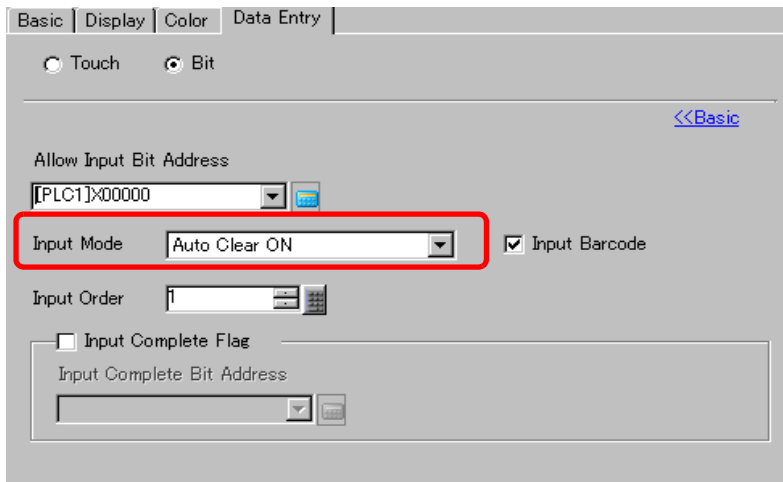 Basic Display Color Data Entry
Touch Bit
<<Basic
Allow Input Bit Address
[PLC1]X00000
Input Mode Auto Clear ON Input Barcode
Input Order 1
Input Complete Flag
Input Complete Bit Address